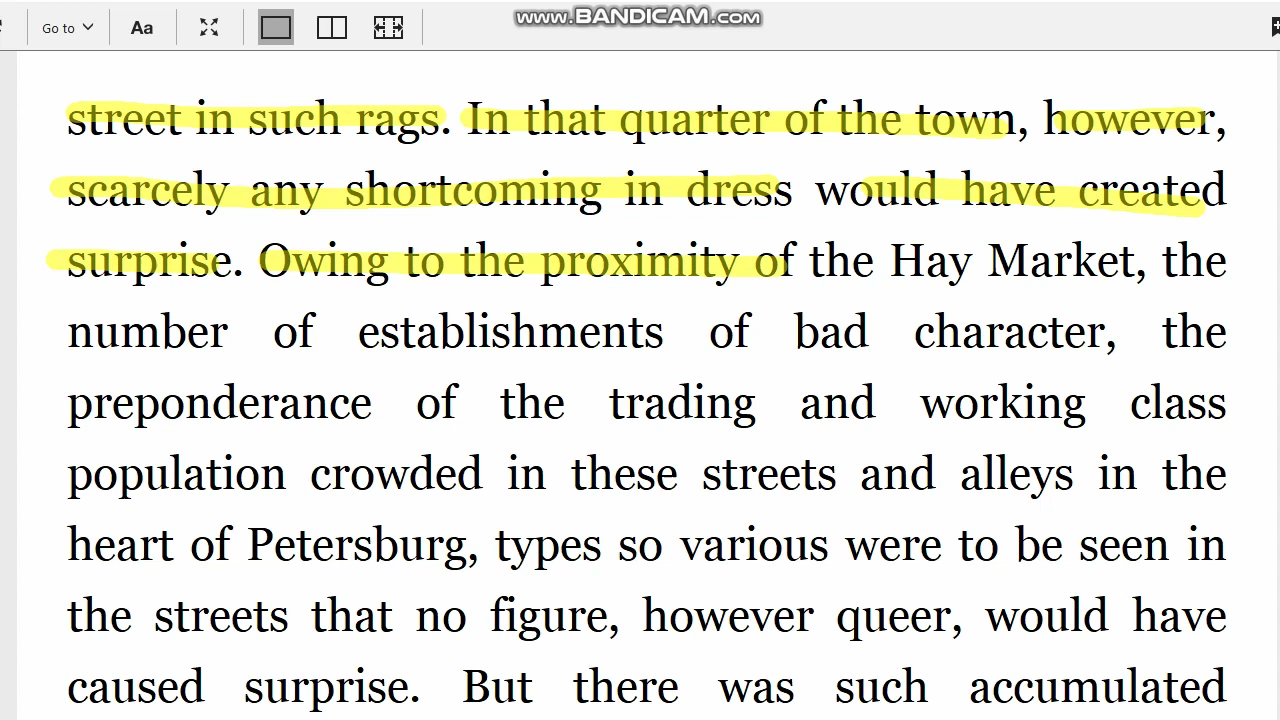 Go to Aa www.BANDICAM.com
street in such rags. In that quarter of the town, however,
scarcely any shortcoming in dress would have created
surprise. Owing to the proximity of the Hay Market, the
number of establishments of bad character, the
preponderance of the trading and working class
population crowded in these streets and alleys in the
heart of Petersburg, types so various were to be seen in
the streets that no figure, however queer, would have
caused surprise. But there was such accumulated